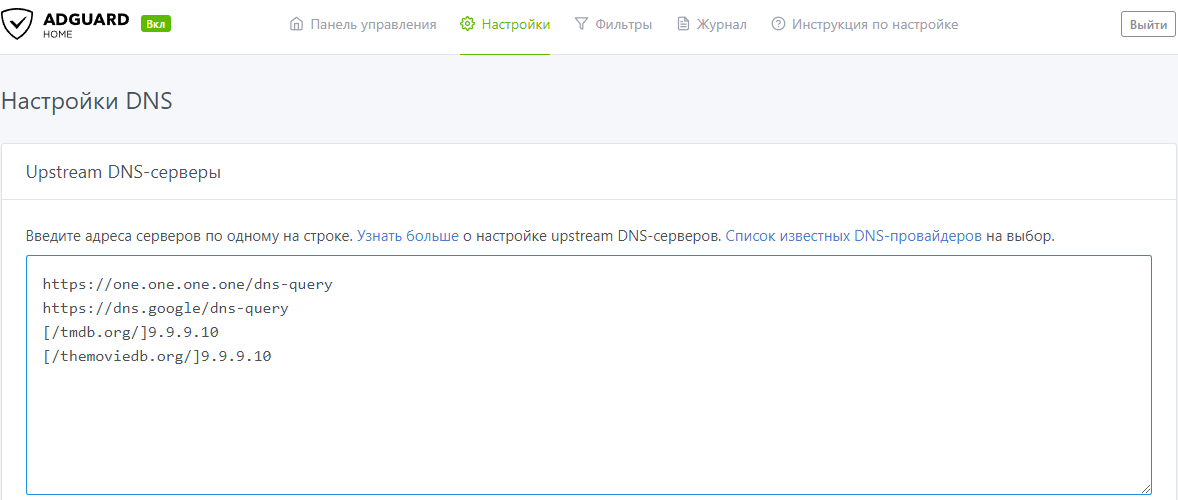 ADGUARD
HOME
Вкл
Панель управления
Настройки
Фильтры
Журнал
Инструкция по настройке
Выйти
Настройки DNS
Upstream DNS-серверы
Введите адреса серверов по одному на строке. Узнать больше о настройке upstream DNS-серверов. Список известных DNS-провайдеров на выбор.
https://one.one.one.one/dns-query
https://dns.google/dns-query
[/tmdb.org/]9.9.9.10
[/themoviedb.org/]9.9.9.10